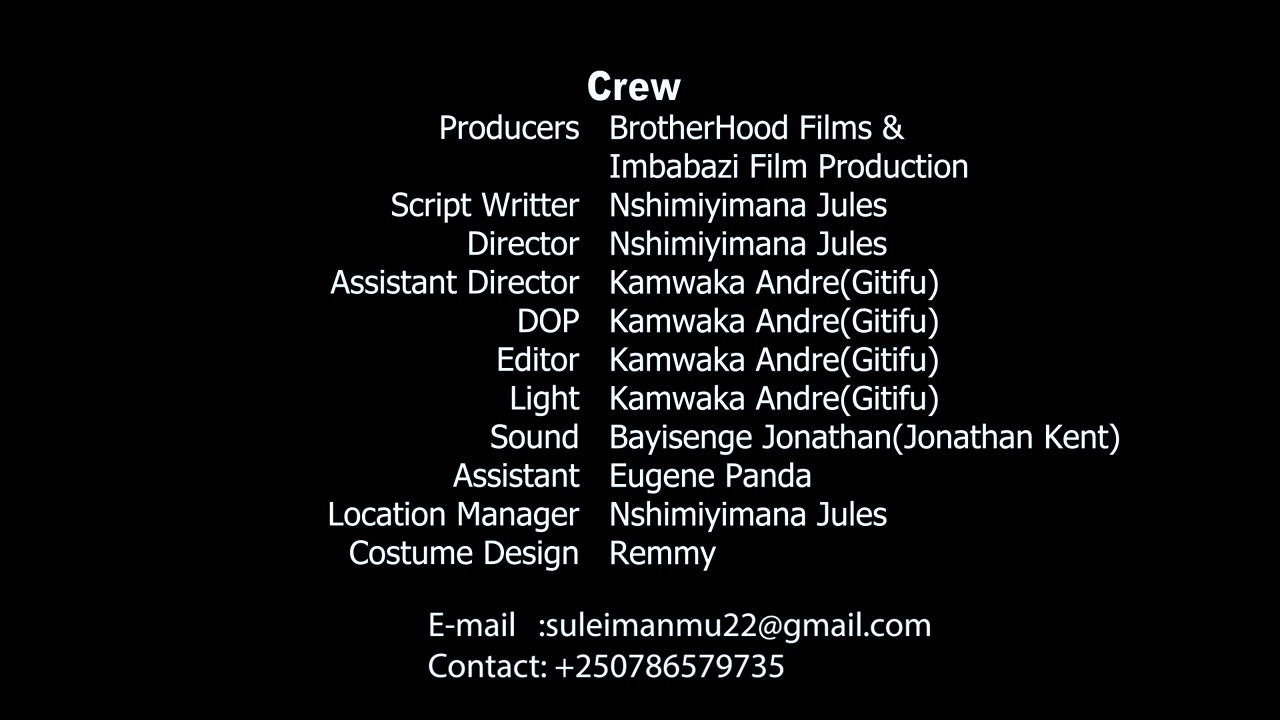 Crew
Producers BrotherHood Films &
Imbabazi Film Production
Script Writter Nshimiyimana Jules
Director Nshimiyimana Jules
Assistant Director Kamwaka Andre(Gitifu)
DOP Kamwaka Andre(Gitifu)
Editor Kamwaka Andre(Gitifu)
Light Kamwaka Andre(Gitifu)
Sound Bayisenge Jonathan(Jonathan Kent)
Assistant Eugene Panda
Location Manager Nshimiyimana Jules
Costume Design Remmy
E-mail :suleimanmu22@gmail.com
Contact: +250786579735